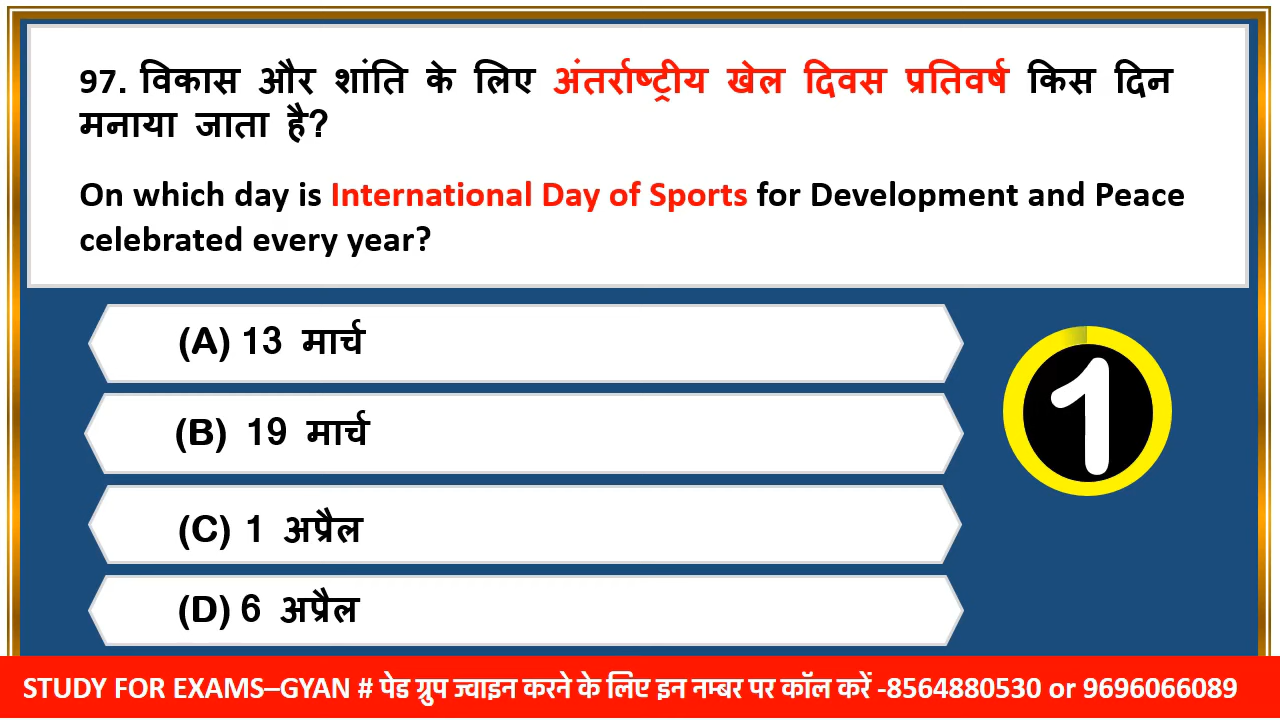 97. विकास और शांति के लिए अंतर्राष्ट्रीय खेल दिवस प्रतिवर्ष किस दिन
मनाया जाता है?
On which day is International Day of Sports for Development and Peace
celebrated every year?
(A) 13 मार्च
(B) 19 मार्च
1
(C) 1 अप्रैल
(D) 6 अप्रैल
STUDY FOR EXAMS–GYAN # पेड ग्रुप ज्वाइन करने के लिए इन नम्बर पर कॉल करें -8564880530 or 9696066089